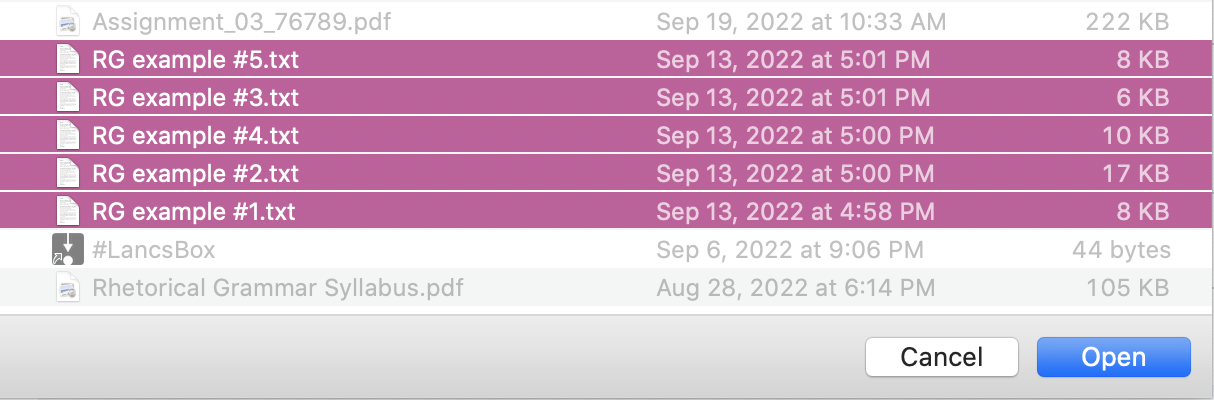 Assignment_03_76789.pdf Sep 19, 2022 at 10:33 AM 222 KB
RG example #5.txt Sep 13, 2022 at 5:01 PM 8 KB
RG example #3.txt Sep 13, 2022 at 5:01 PM 6 KB
RG example #4.txt Sep 13, 2022 at 5:00 PM 10 KB
RG example #2.txt Sep 13, 2022 at 5:00 PM 17 KB
RG example #1.txt Sep 13, 2022 at 4:58 PM 8 KB
#LancsBox Sep 6, 2022 at 9:06 PM 44 bytes
Rhetorical Grammar Syllabus.pdf Aug 28, 2022 at 6:14 PM 105 KB
Cancel Open